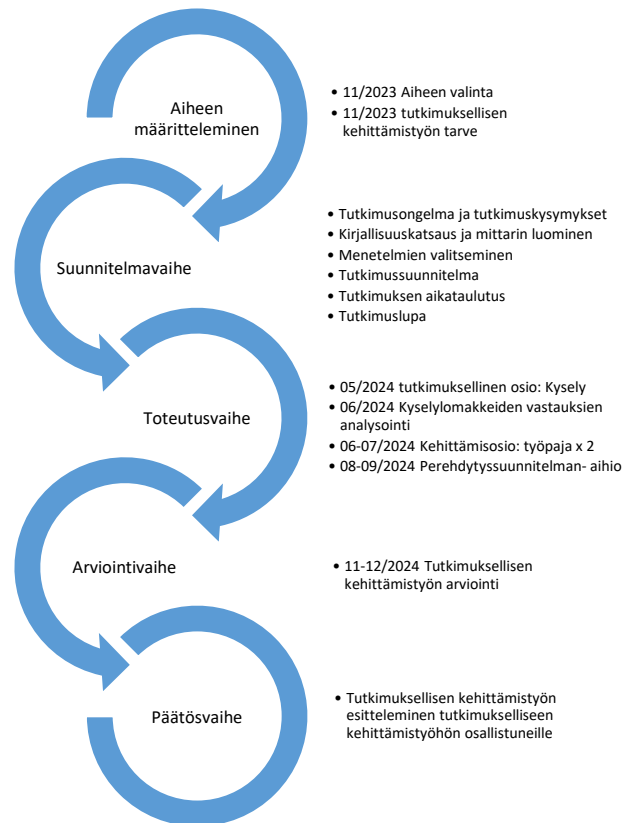 Aiheen
määritteleminen
• 11/2023 Aiheen valinta
• 11/2023 tutkimuksellisen
kehittämistyön tarve
Suunnitelmavaihe
• Tutkimusongelma ja tutkimuskysymykset
• Kirjallisuuskatsaus ja mittarin luominen
• Menetelmien valitseminen
• Tutkimussuunnitelma
• Tutkimuksen aikataulutus
• Tutkimuslupa
Toteutusvaihe
• 05/2024 tutkimuksellinen osio: Kysely
• 06/2024 Kyselylomakkeiden vastauksien
analysointi
• 06-07/2024 Kehittämisosio: työpaja x 2
• 08-09/2024 Perehdytyssuunnitelman- aihio
Arviointivaihe
• 11-12/2024 Tutkimuksellisen
kehittämistyön arviointi
Päätösvaihe
• Tutkimuksellisen kehittämistyön
esitteleminen tutkimukselliseen
kehittämistyöhön osallistuneille